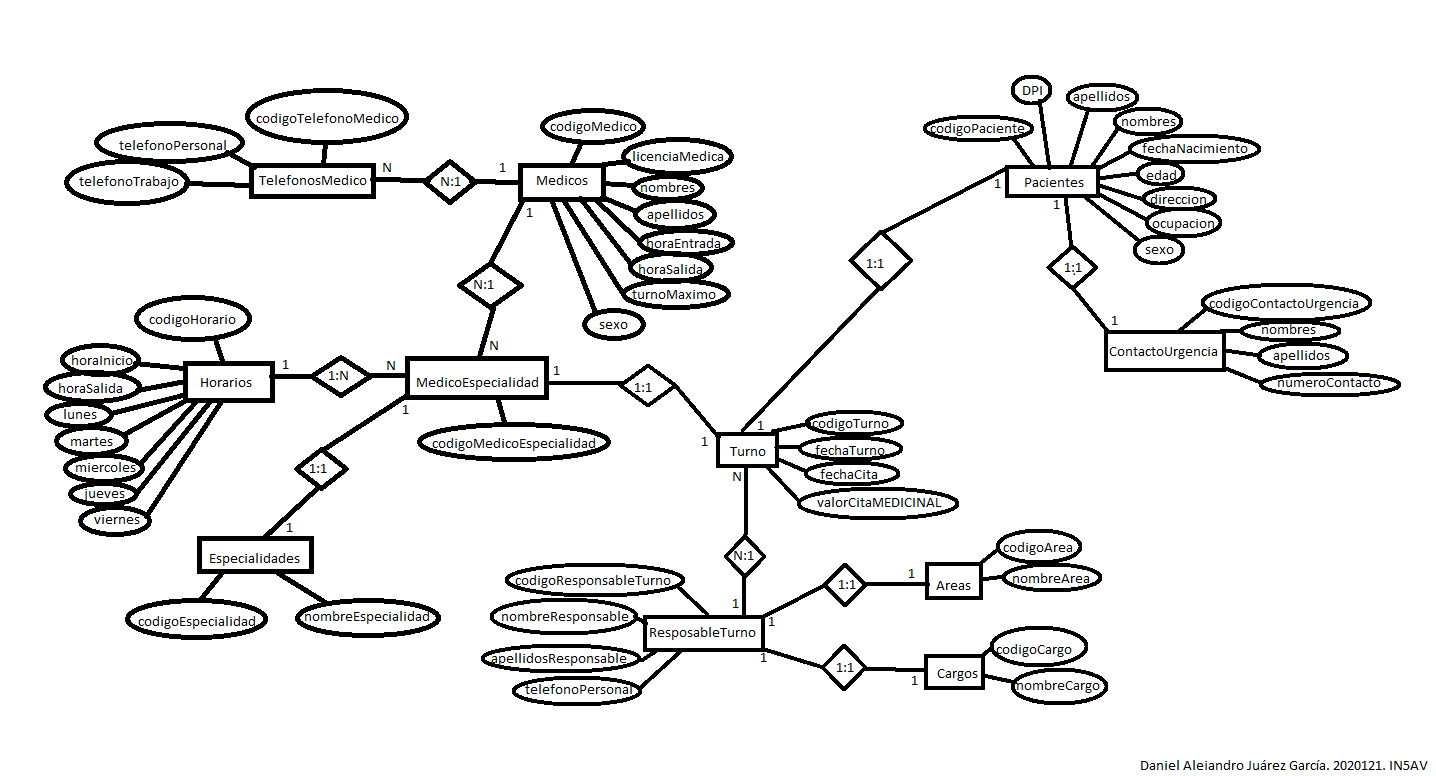 DPI
apellidos
codigoPaciente
nombres
fechaNacimiento
edad
direccion
ocupacion
sexo
Pacientes
1
1
codigoTelefonoMedico
telefonoPersonal
telefonoTrabajo
TelefonosMedico
N
N:1
1
codigoMedico
licenciaMedica
Medicos
nombres
apellidos
horaEntrada
horaSalida
turnoMaximo
sexo
1
N:1
N
1:1
1:1
1
codigoContactoUrgencia
nombres
ContactoUrgencia
apellidos
numeroContacto
codigoHorario
horaInicio
horaSalida
lunes
martes
miercoles
jueves
viernes
Horarios
1
1:N
N
MedicoEspecialidad
1
1
codigoMedicoEspecialidad
1:1
1
1:1
1
Especialidades
codigoEspecialidad
nombreEspecialidad
1
codigoTurno
Turno
fechaTurno
fechaCita
valorCitaMEDICINAL
N
N:1
1
codigoResponsableTurno
nombreResponsable
ResposableTurno
apellidosResponsable
telefonoPersonal
1
1:1
1
codigoArea
Areas
nombreArea
1
1:1
1
codigoCargo
Cargos
nombreCargo
Daniel Alejandro Juárez García. 2020121. IN5AV